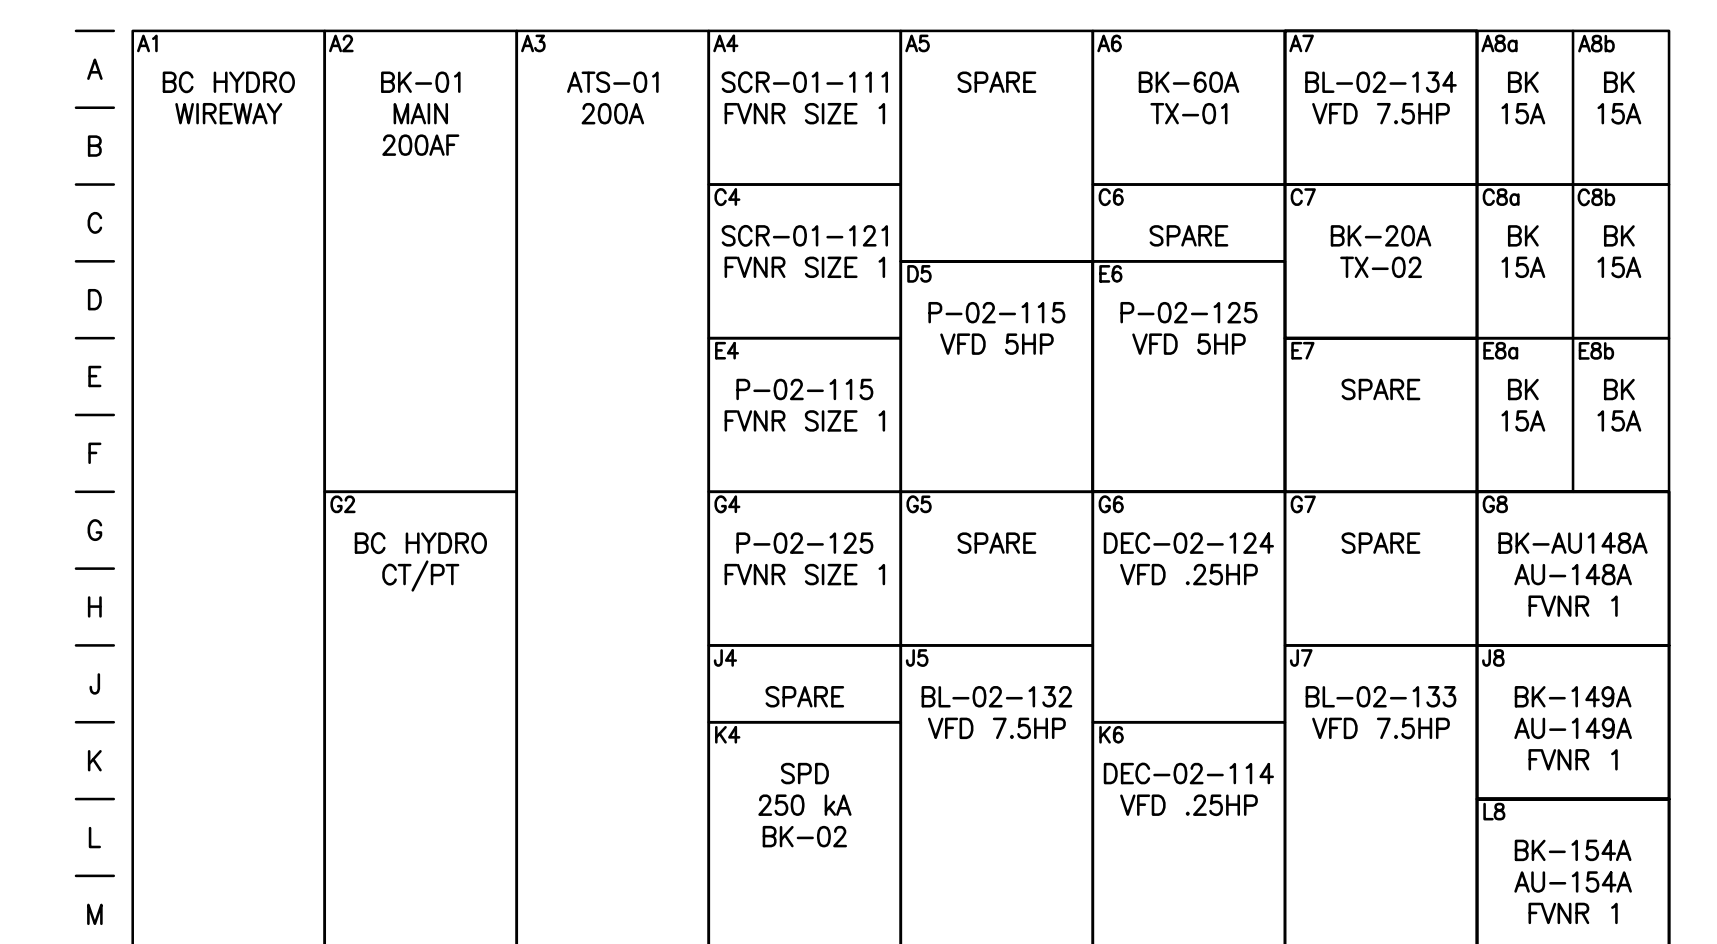 A
B
C
D
E
F
G
H
J
K
L
M
A1
BC HYDRO
WIREWAY
A2
BK-01
MAIN
200AF
G2
BC HYDRO
CT/PT
A3
ATS-01
200A
A4
SCR-01-111
FVNR SIZE 1
C4
SCR-01-121
FVNR SIZE 1
E4
P-02-115
FVNR SIZE 1
G4
P-02-125
FVNR SIZE 1
J4
SPARE
K4
SPD
250 kA
BK-02
A5
SPARE
D5
P-02-115
VFD 5HP
G5
SPARE
J5
BL-02-132
VFD 7.5HP
A6
BK-60A
TX-01
C6
SPARE
E6
P-02-125
VFD 5HP
G6
DEC-02-124
VFD .25HP
K6
DEC-02-114
VFD .25HP
A7
BL-02-134
VFD 7.5HP
C7
BK-20A
TX-02
E7
SPARE
G7
SPARE
J7
BL-02-133
VFD 7.5HP
A8a
BK
15A
A8b
BK
15A
C8a
BK
15A
C8b
BK
15A
E8a
BK
15A
E8b
BK
15A
G8
BK-AU148A
AU-148A
FVNR 1
J8
BK-149A
AU-149A
FVNR 1
L8
BK-154A
AU-154A
FVNR 1